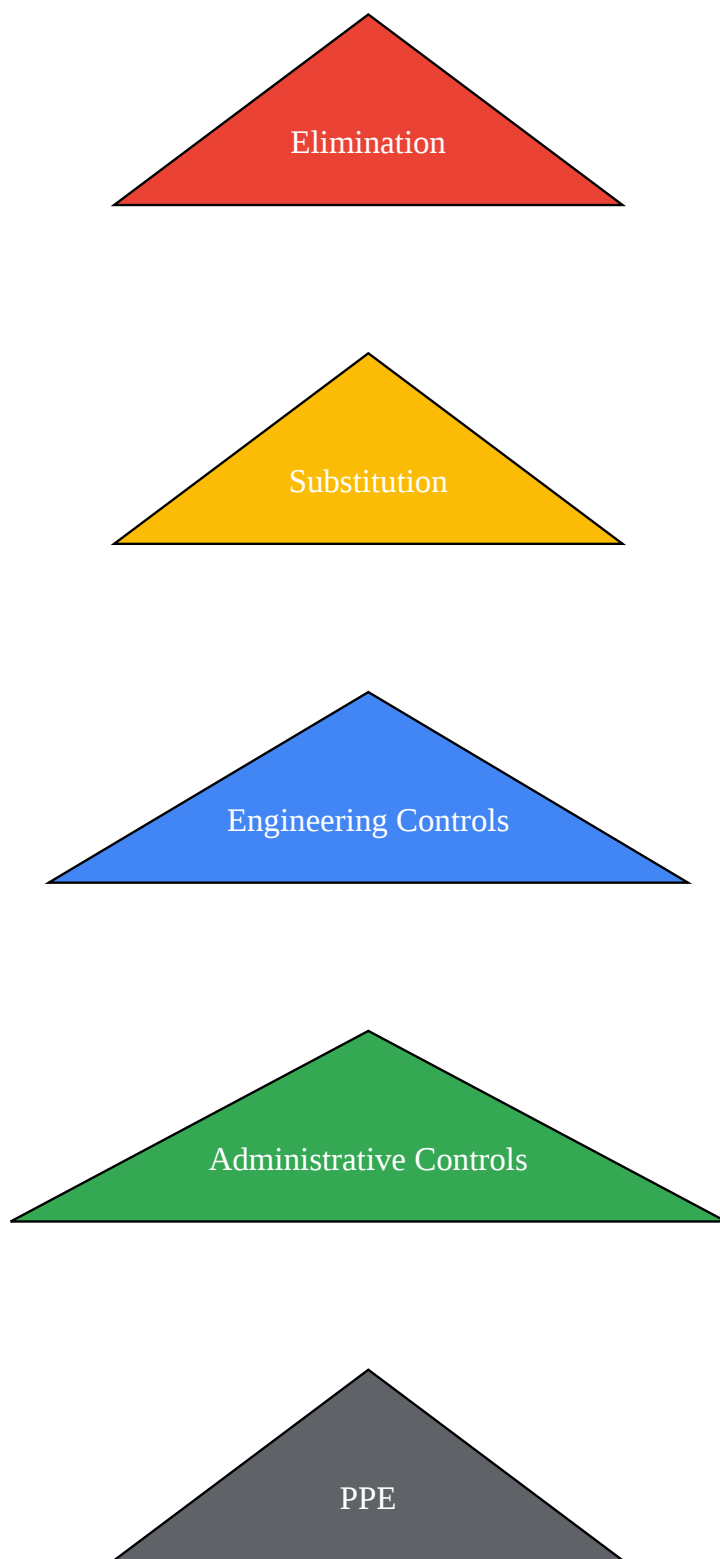 Elimination
Substitution
Engineering Controls
Administrative Controls
PPE